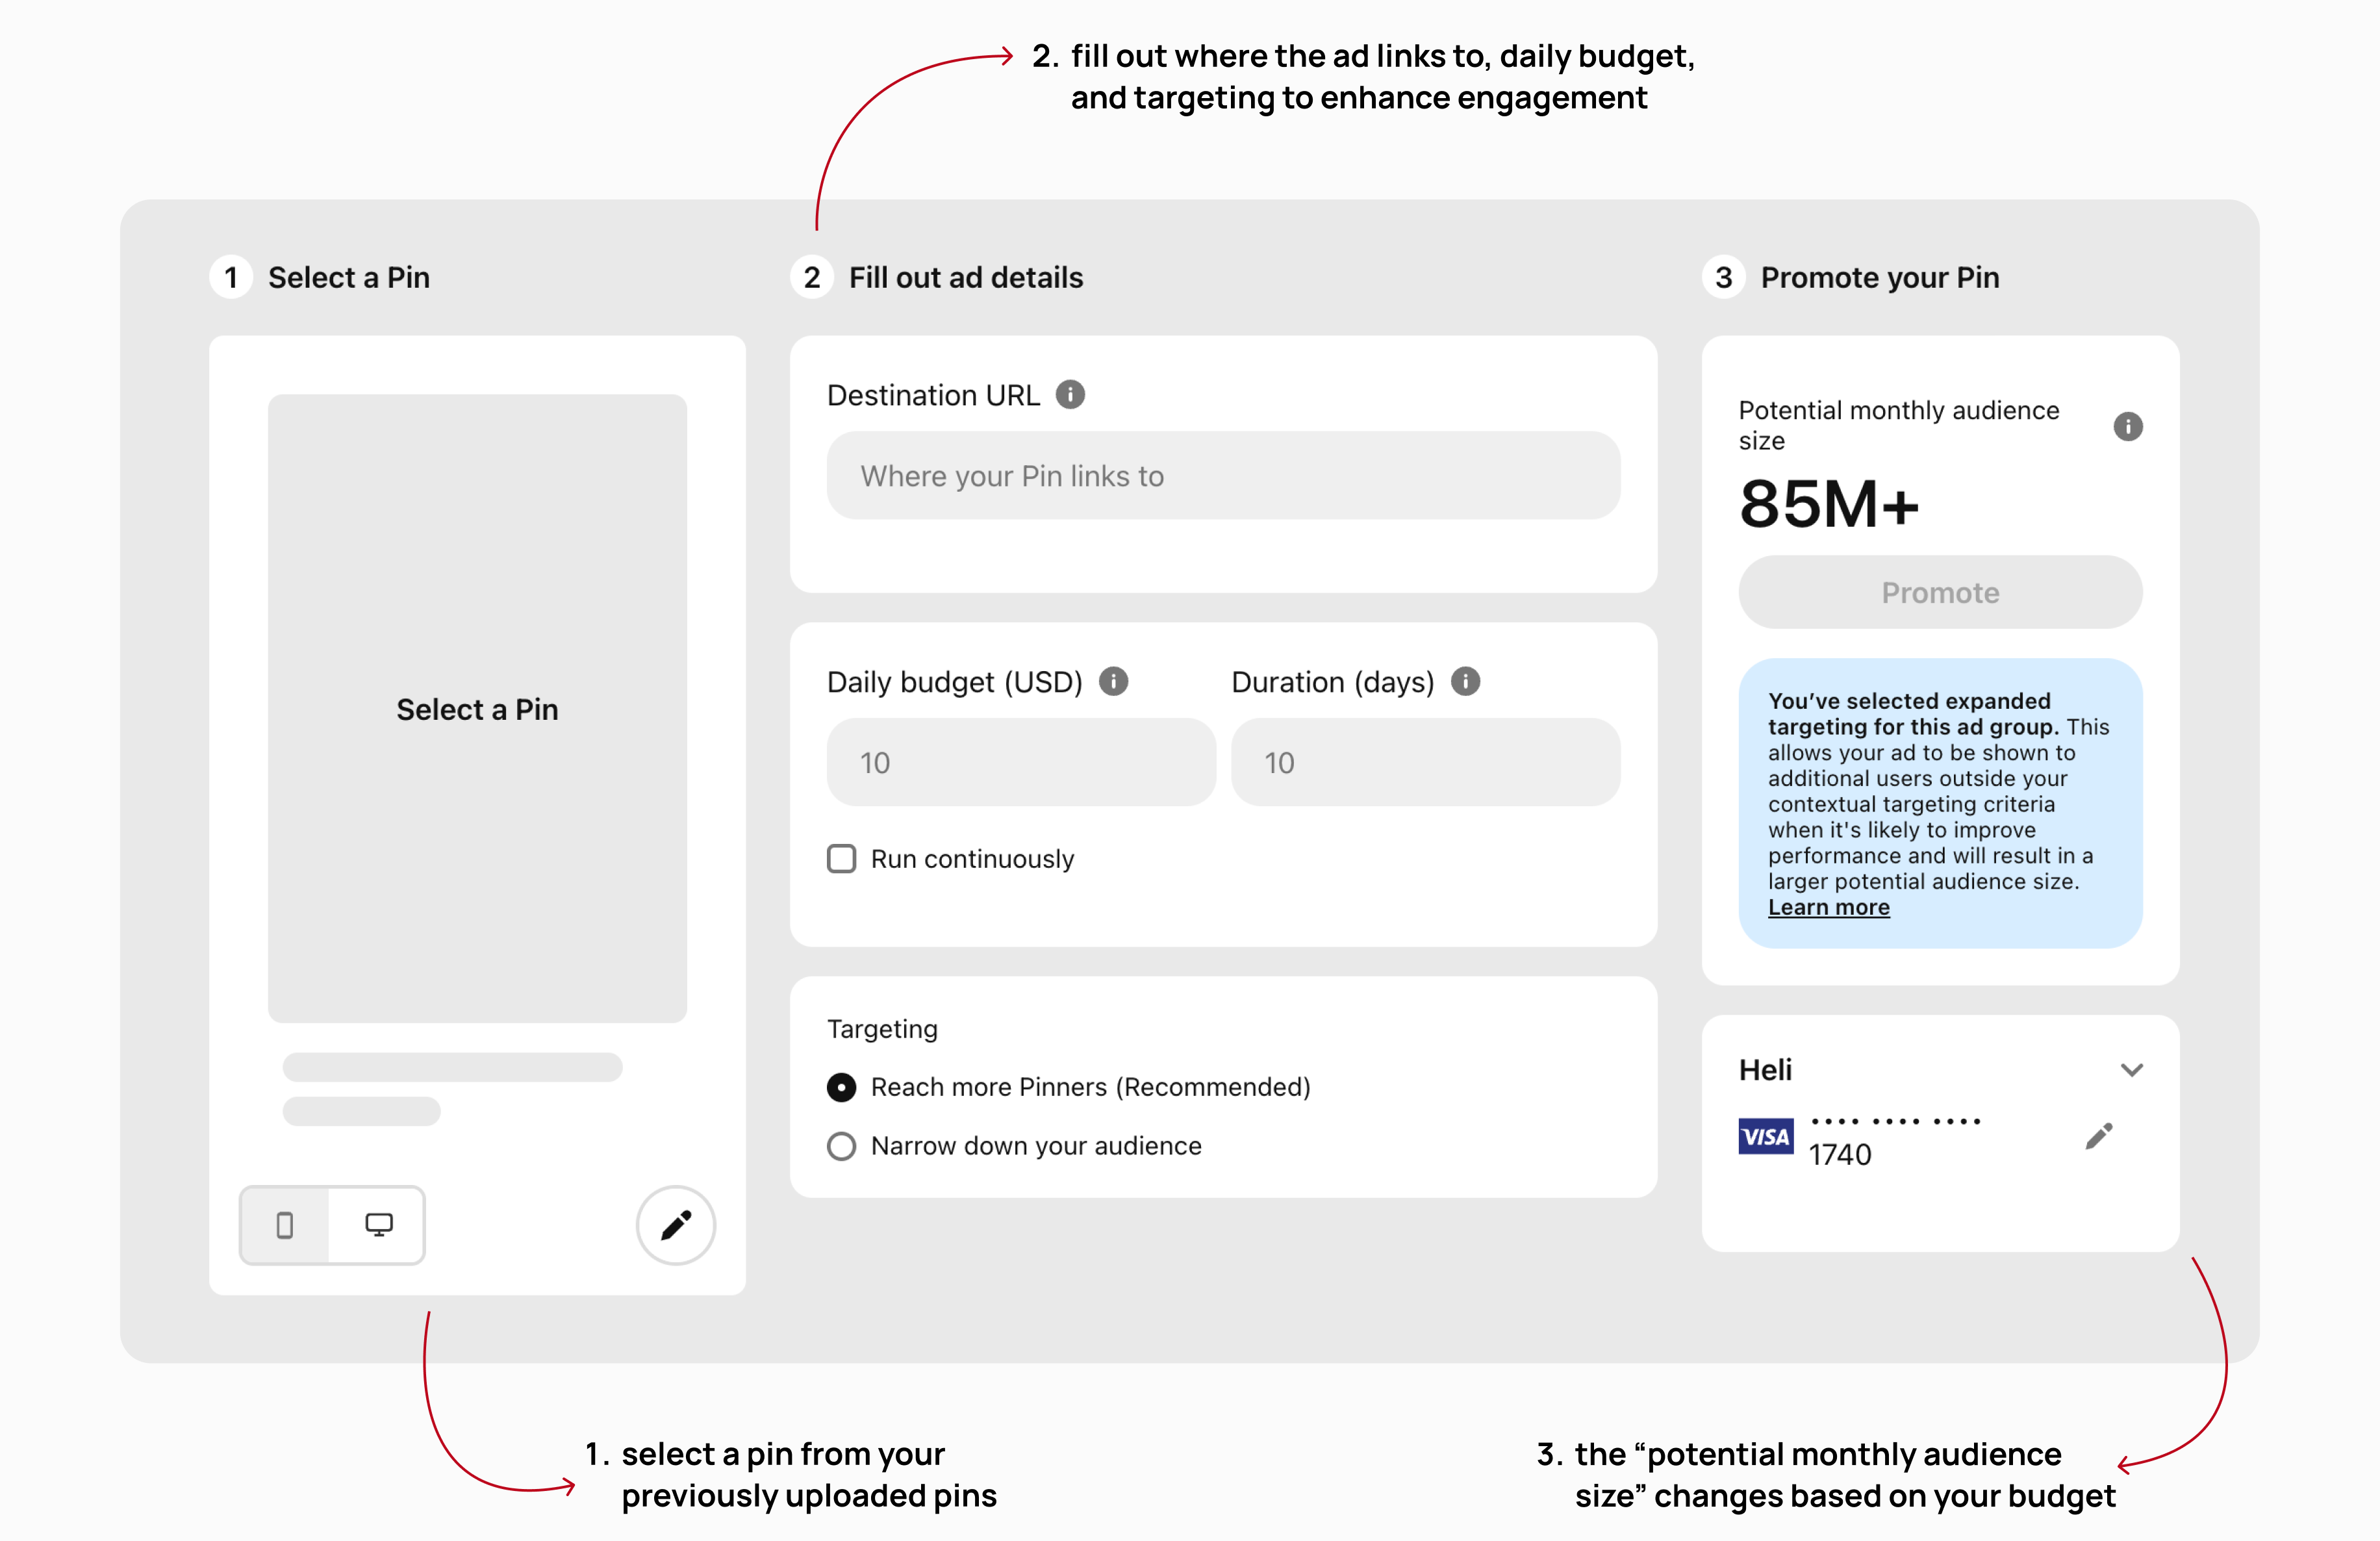 2. fill out where the ad links to, daily budget,
and targeting to enhance engagement
1 Select a Pin
Select a Pin
2 Fill out ad details
Destination URL
Where your Pin links to
Daily budget (USD)
10
Duration (days)
10
Run continuously
Targeting
Reach more Pinners (Recommended)
Narrow down your audience
3 Promote your Pin
Potential monthly audience
size
85M+
Promote
You’ve selected expanded
targeting for this ad group. This
allows your ad to be shown to
additional users outside your
contextual targeting criteria
when it's likely to improve
performance and will result in a
larger potential audience size.
Learn more
Heli
VISA •••• •••• ••••
1740
1. select a pin from your
previously uploaded pins
3. the “potential monthly audience
size” changes based on your budget